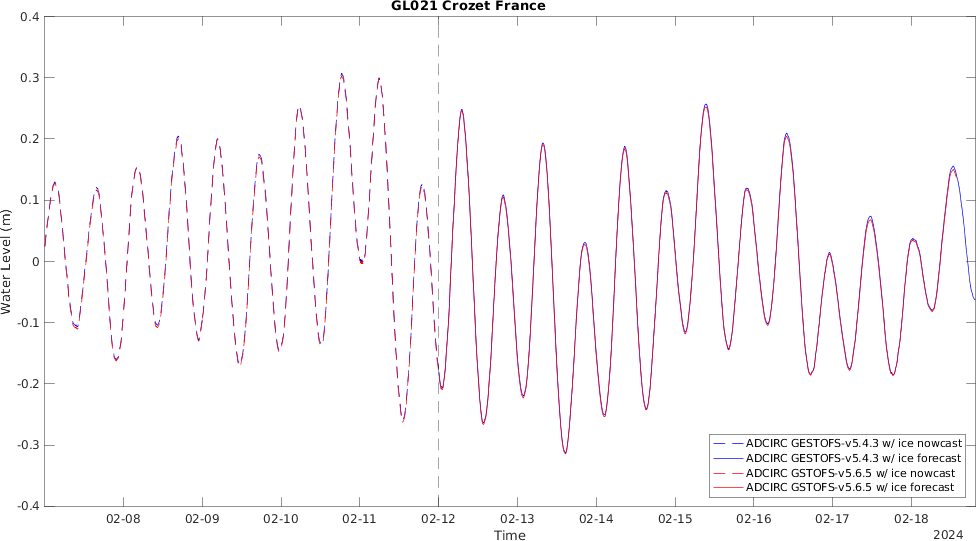 GL021 Crozet France
0.4
0.3
0.2
0.1
0
-0.1
-0.2
-0.3
-0.4
Water Level (m)
ADCIRC GESTOFS-v5.4.3 w/ ice nowcast
ADCIRC GESTOFS-v5.4.3 w/ ice forecast
ADCIRC GSTOFS-v5.6.5 w/ ice nowcast
ADCIRC GSTOFS-v5.6.5 w/ ice forecast
02-08 02-09 02-10 02-11 02-12 02-13 02-14 02-15 02-16 02-17 02-18
Time
2024